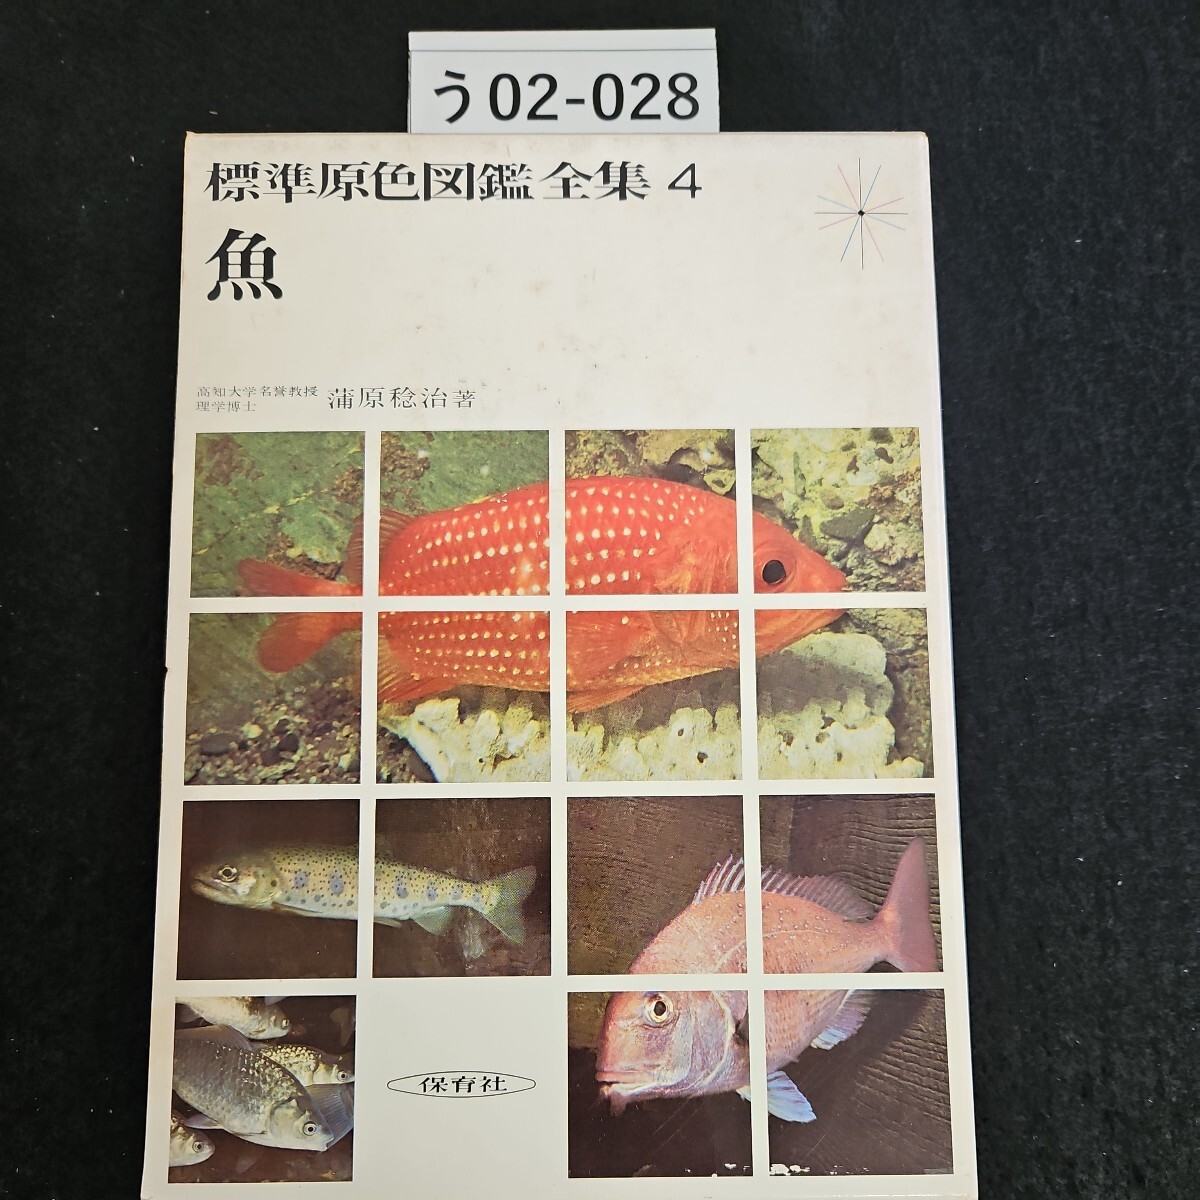 う02-028
標準原色図鑑全集 4
魚
高知大学名誉教授
理学博士
蒲原稔治著
保育社